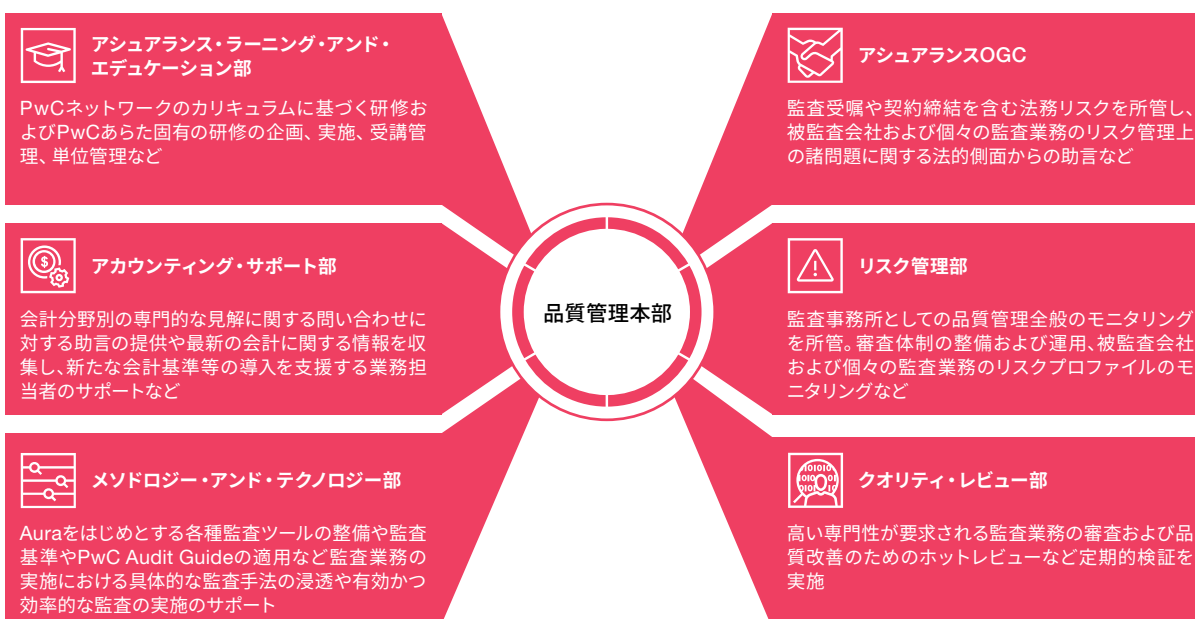 アシュアランス・ラーニング・アンド・
エデュケーション部
PwCネットワークのカリキュラムに基づく研修お
よびPwCあらた固有の研修の企画、実施、受講管
理、単位管理など
アカウンティング・サポート部
会計分野別の専門的な見解に関する問い合わせに
対する助言の提供や最新の会計に関する情報を収
集し、新たな会計基準等の導入を支援する業務担
当者のサポートなど
メソドロジー・アンド・テクノロジー部
Auraをはじめとする各種監査ツールの整備や監査
基準やPwC Audit Guideの適用など監査業務の
実施における具体的な監査手法の浸透や有効かつ
効率的な監査の実施のサポート
品質管理本部
アシュアランスOGC
監査受嘱や契約締結を含む法務リスクを所管し、
被監査会社および個々の監査業務のリスク管理上
の諸問題に関する法的側面からの助言など
リスク管理部
監査事務所としての品質管理全般のモニタリング
を所管。審査体制の整備および運用、被監査会社
および個々の監査業務のリスクプロファイルのモ
ニタリングなど
クオリティ・レビュー部
高い専門性が要求される監査業務の審査および品
質改善のためのホットレビューなど定期的検証を
実施